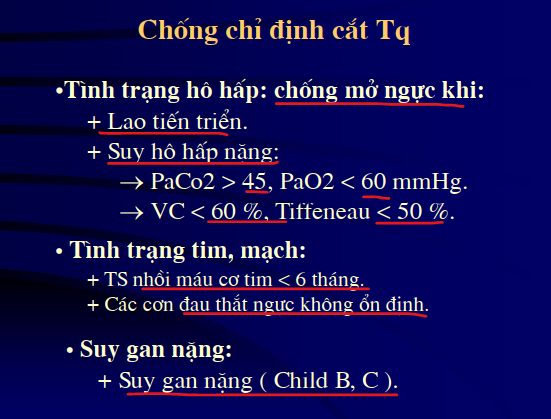 Chống chỉ định cắt Tq
•Tình trạng hô hấp: chống mở ngực khi:
+ Lao tiến triển.
+ Suy hô hấp nặng:
→ PaCo2 > 45, PaO2 < 60 mmHg.
→ VC < 60 %, Tiffeneau < 50 %.
• Tình trạng tim, mạch:
+ TS nhồi máu cơ tim < 6 tháng.
+ Các cơn đau thắt ngực không ổn định.
• Suy gan nặng:
+ Suy gan nặng ( Child B, C ).